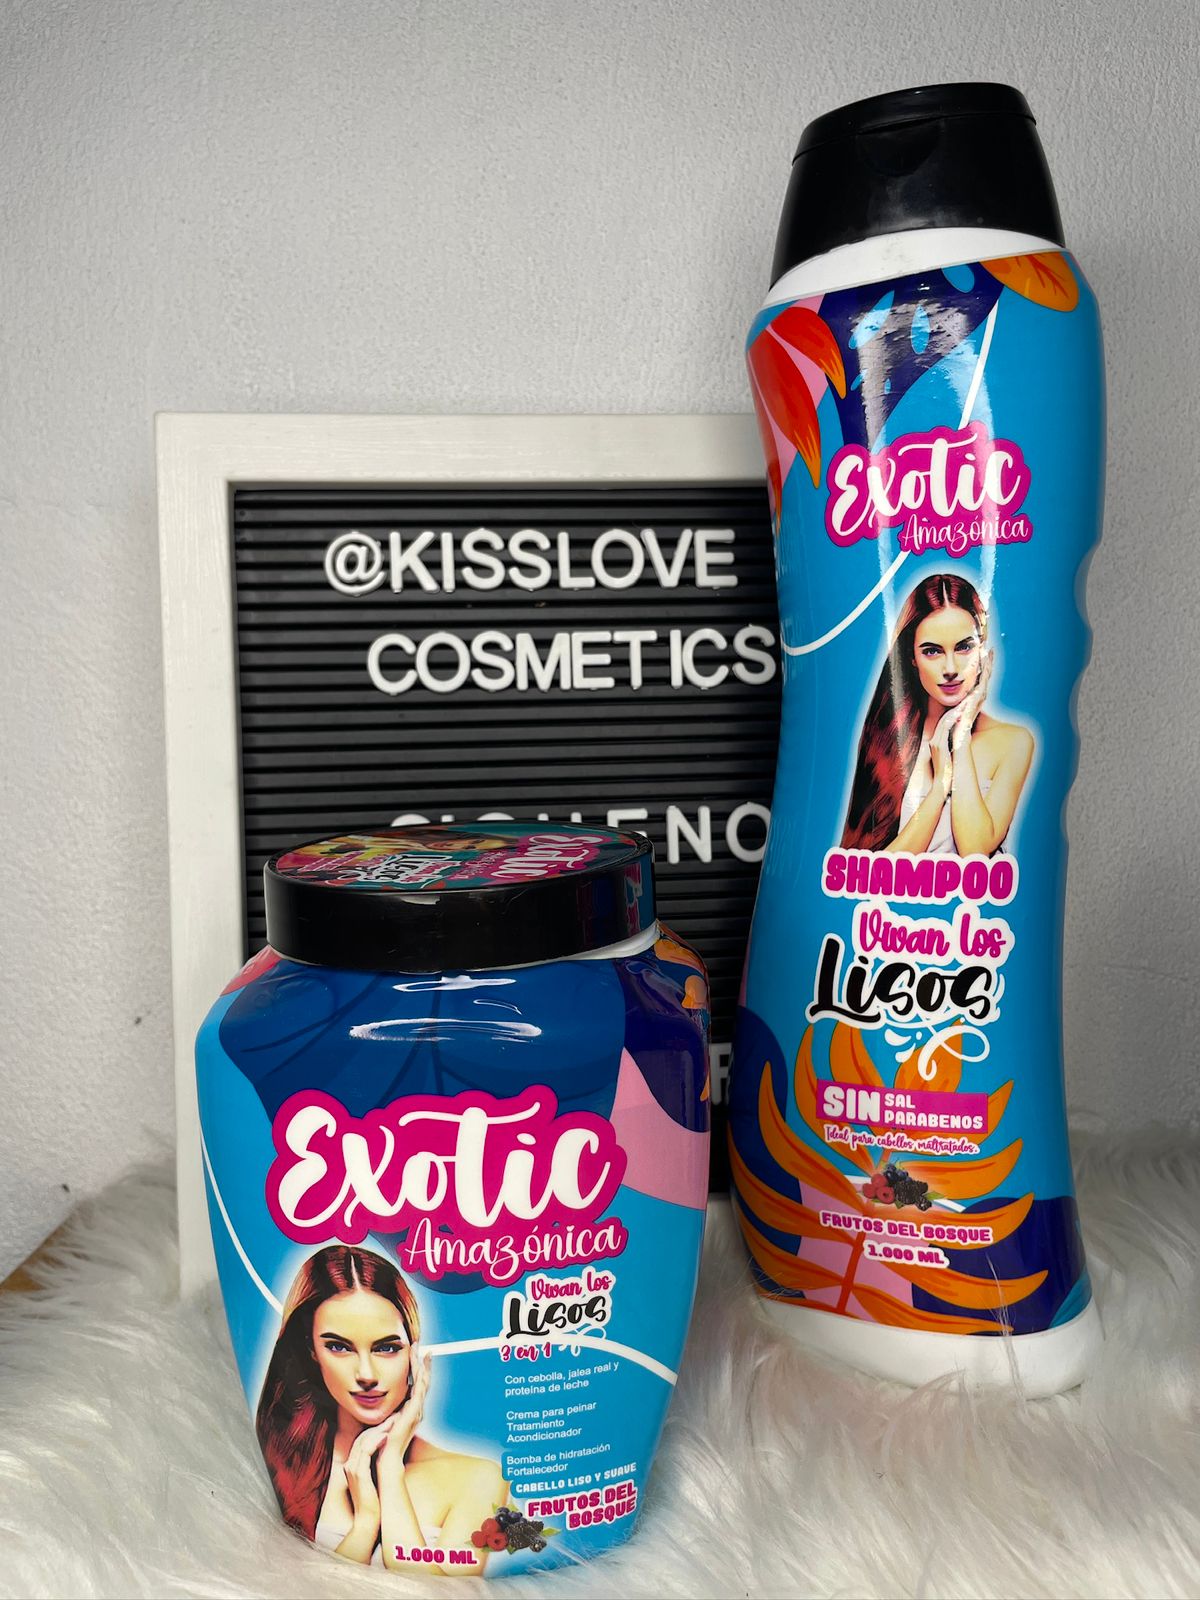 @KISSLOVE
COSMETICS
SIGUENO
Exotic
Amazónica
SHAMPOO
Vivan los
Lisos
SIN SAL
PARABENOS
Ideal para cabellos maltratados.
FRUTOS DEL BOSQUE
1.000 ML
Exotic
Exotic
Amazónica
Vivan los
Lisos
3 en 1
Con cebolla, jalea real y
proteína de leche
Crema para peinar
Tratamiento
Acondicionador
Bomba de hidratación
Fortalecedor
CABELLO LISO Y SUAVE
FRUTOS DEL
BOSQUE
1.000 ML